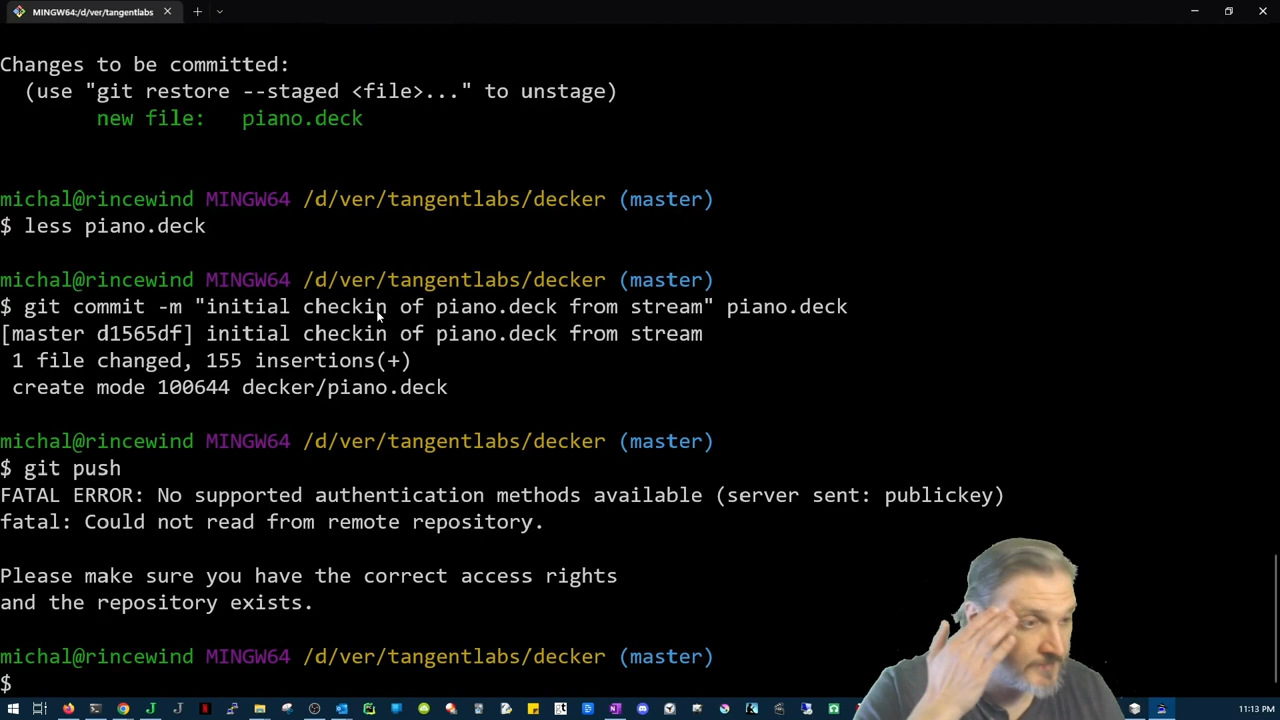 MINGW64:/d/ver/tangentlabs
Changes to be committed:
(use "git restore --staged <file>..." to unstage)
new file: piano.deck
michal@rincewind MINGW64 /d/ver/tangentlabs/decker (master)
$ less piano.deck
michal@rincewind MINGW64 /d/ver/tangentlabs/decker (master)
$ git commit -m "initial checkin of piano.deck from stream" piano.deck
[master d1565df] initial checkin of piano.deck from stream
1 file changed, 155 insertions(+)
create mode 100644 decker/piano.deck
michal@rincewind MINGW64 /d/ver/tangentlabs/decker (master)
$ git push
FATAL ERROR: No supported authentication methods available (server sent: publickey)
fatal: Could not read from remote repository.
Please make sure you have the correct access rights
and the repository exists.
michal@rincewind MINGW64 /d/ver/tangentlabs/decker (master)
$
11:13 PM